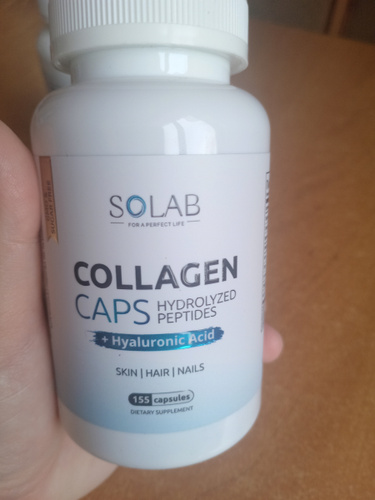 SOLAB
FOR A PERFECT LIFE
COLLAGEN
CAPS HYDROLYZED
PEPTIDES
+ Hyaluronic Acid
SKIN | HAIR | NAILS
155 capsules
DIETARY SUPPLEMENT